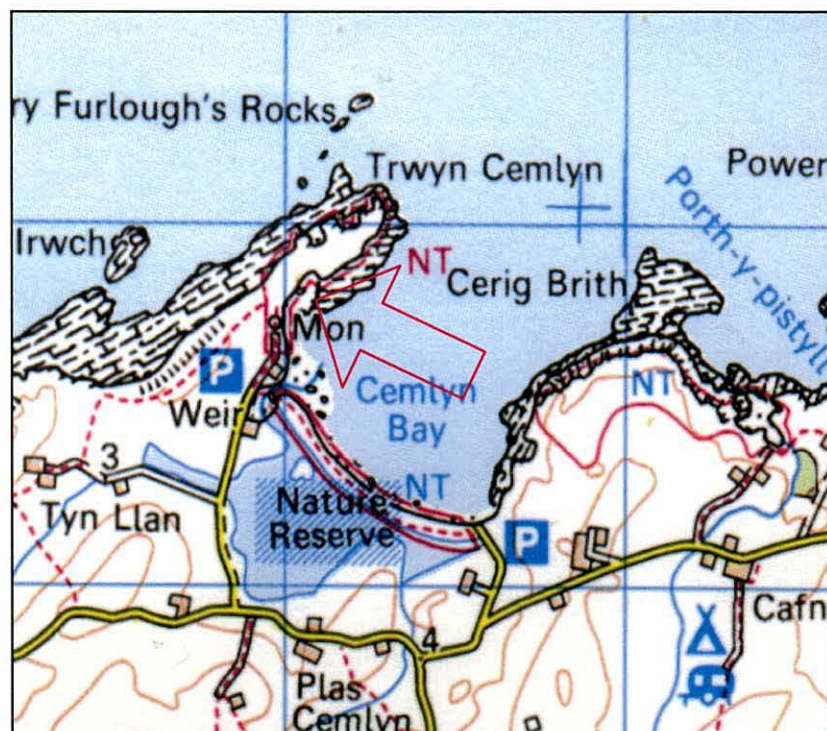 ry Furlough's Rocks
Trwyn Cemlyn
Power
Porth-y-pistyll
Irwch
NT
Cerig Brith
Mon
P
Cemlyn
Bay
NT
Weir
3
NT
Nature
Reserve
Tyn Llan
P
Cafn
4
Plas
Cemlyn